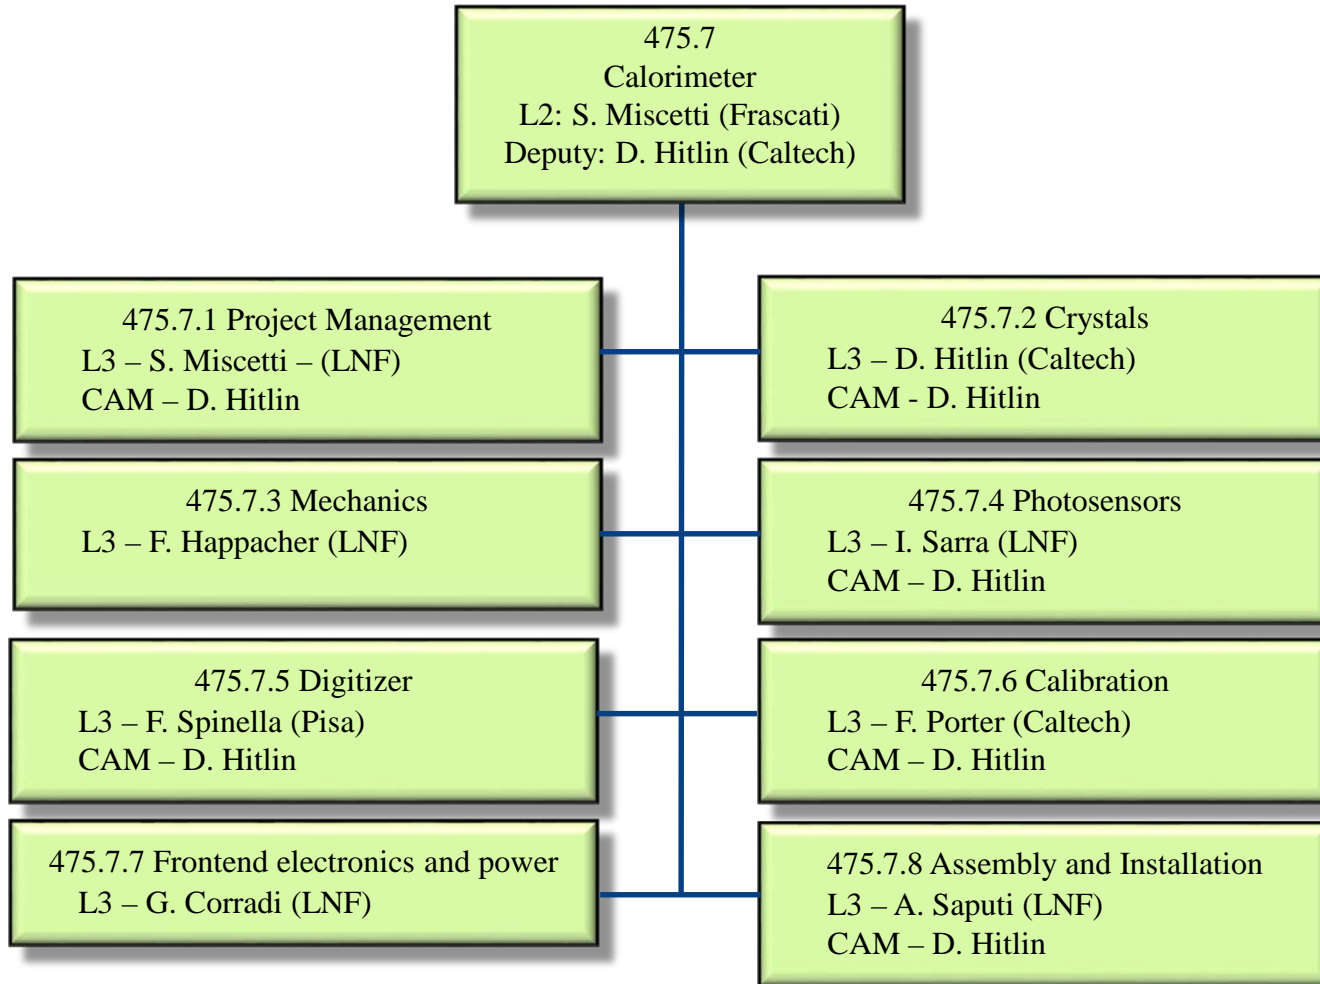 475.7
Calorimeter
L2: S. Miscetti (Frascati)
Deputy: D. Hitlin (Caltech)
475.7.1 Project Management
L3 – S. Miscetti – (LNF)
CAM – D. Hitlin
475.7.2 Crystals
L3 – D. Hitlin (Caltech)
CAM - D. Hitlin
475.7.3 Mechanics
L3 – F. Happacher (LNF)
475.7.4 Photosensors
L3 – I. Sarra (LNF)
CAM – D. Hitlin
475.7.5 Digitizer
L3 – F. Spinella (Pisa)
CAM – D. Hitlin
475.7.6 Calibration
L3 – F. Porter (Caltech)
CAM – D. Hitlin
475.7.7 Frontend electronics and power
L3 – G. Corradi (LNF)
475.7.8 Assembly and Installation
L3 – A. Saputi (LNF)
CAM – D. Hitlin